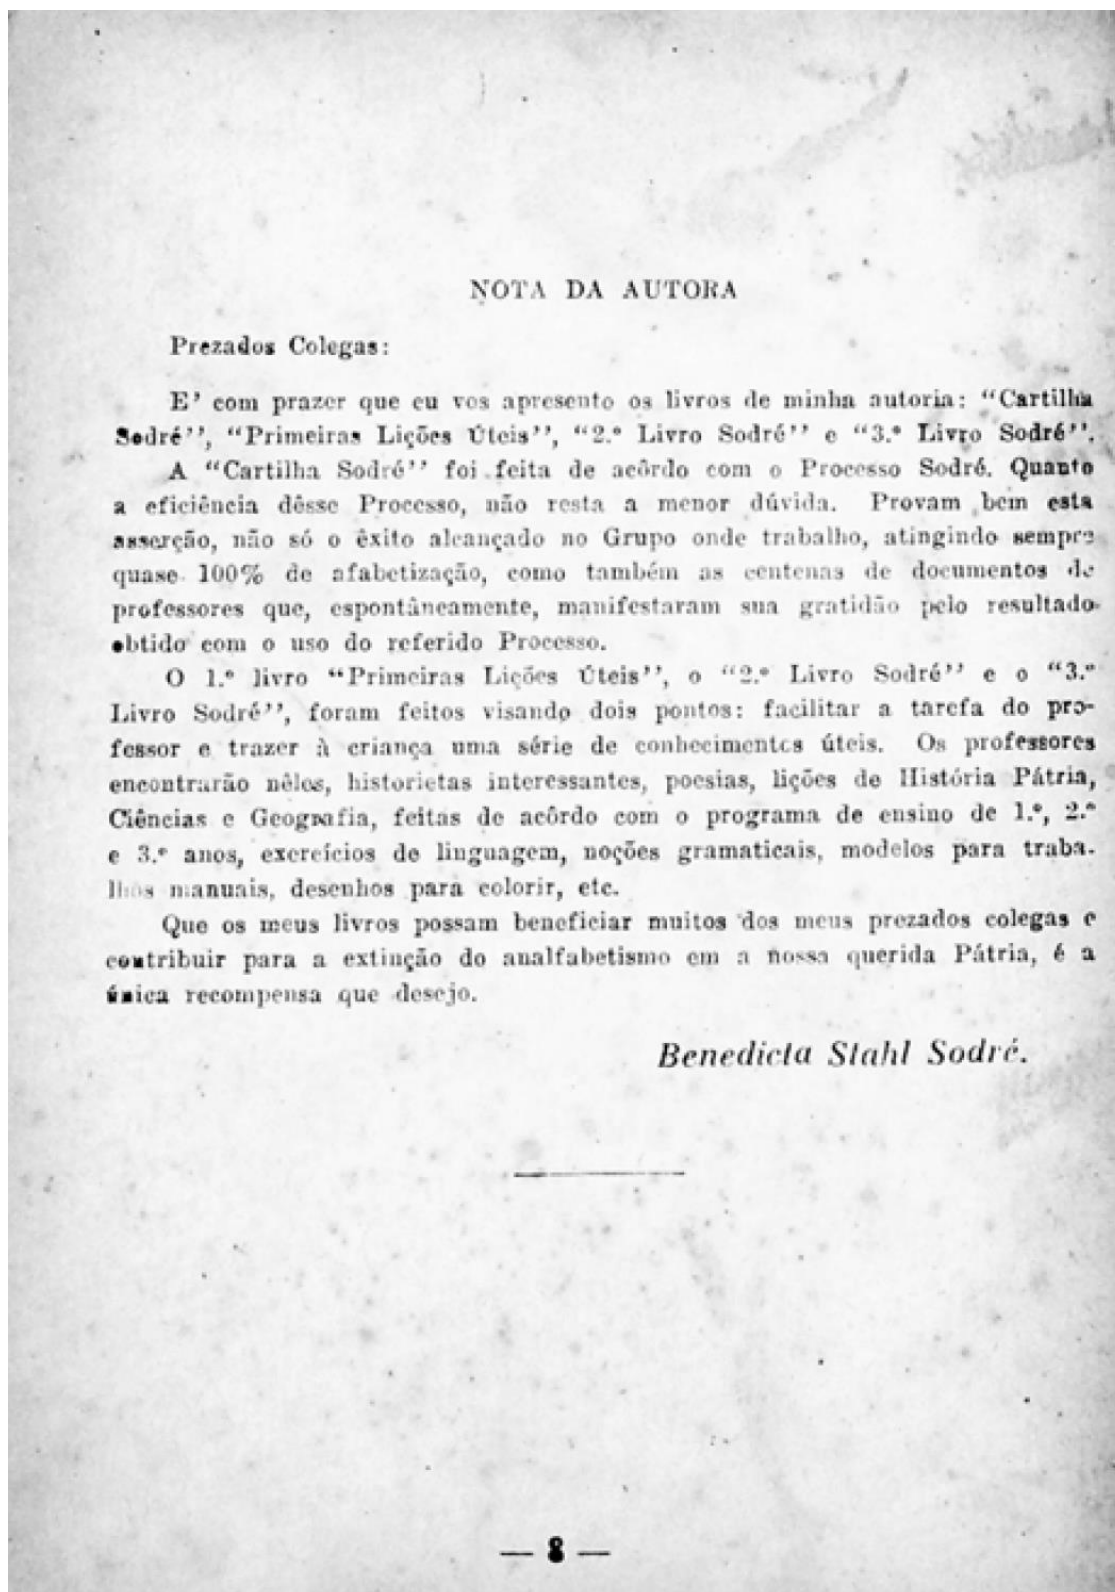 NOTA DA AUTORA
Prezados Colegas:
E' com prazer que eu vos apresento os livros de minha autoria: "Cartilha
Sodré", "Primeiras Lições Úteis", "2.º Livro Sodré" e "3.º Livro Sodré".
A "Cartilha Sodré" foi feita de acôrdo com o Processo Sodré. Quanto
a eficiência dêsse Processo, não resta a menor dúvida. Provam bem esta
asserção, não só o êxito alcançado no Grupo onde trabalho, atingindo sempre
quase 100% de afabetização, como também as centenas de documentos de
professores que, espontâneamente, manifestaram sua gratidão pelo resultado
obtido com o uso do referido Processo.
O 1.º livro "Primeiras Lições Úteis", o "2.º Livro Sodré" e o "3.º
Livro Sodré", foram feitos visando dois pontos: facilitar a tarefa do pro-
fessor e trazer à criança uma série de conhecimentos úteis. Os professores
encontrarão nêles, historietas interessantes, poesias, lições de História Pátria,
Ciências e Geografia, feitas de acôrdo com o programa de ensino de 1.º, 2.º
e 3.º anos, exercícios de linguagem, noções gramaticais, modelos para traba-
lhos manuais, desenhos para colorir, etc.
Que os meus livros possam beneficiar muitos dos meus prezados colegas e
contribuir para a extinção do analfabetismo em a nossa querida Pátria, é a
única recompensa que desejo.
Benedicta Stahl Sodré.
— 8 —